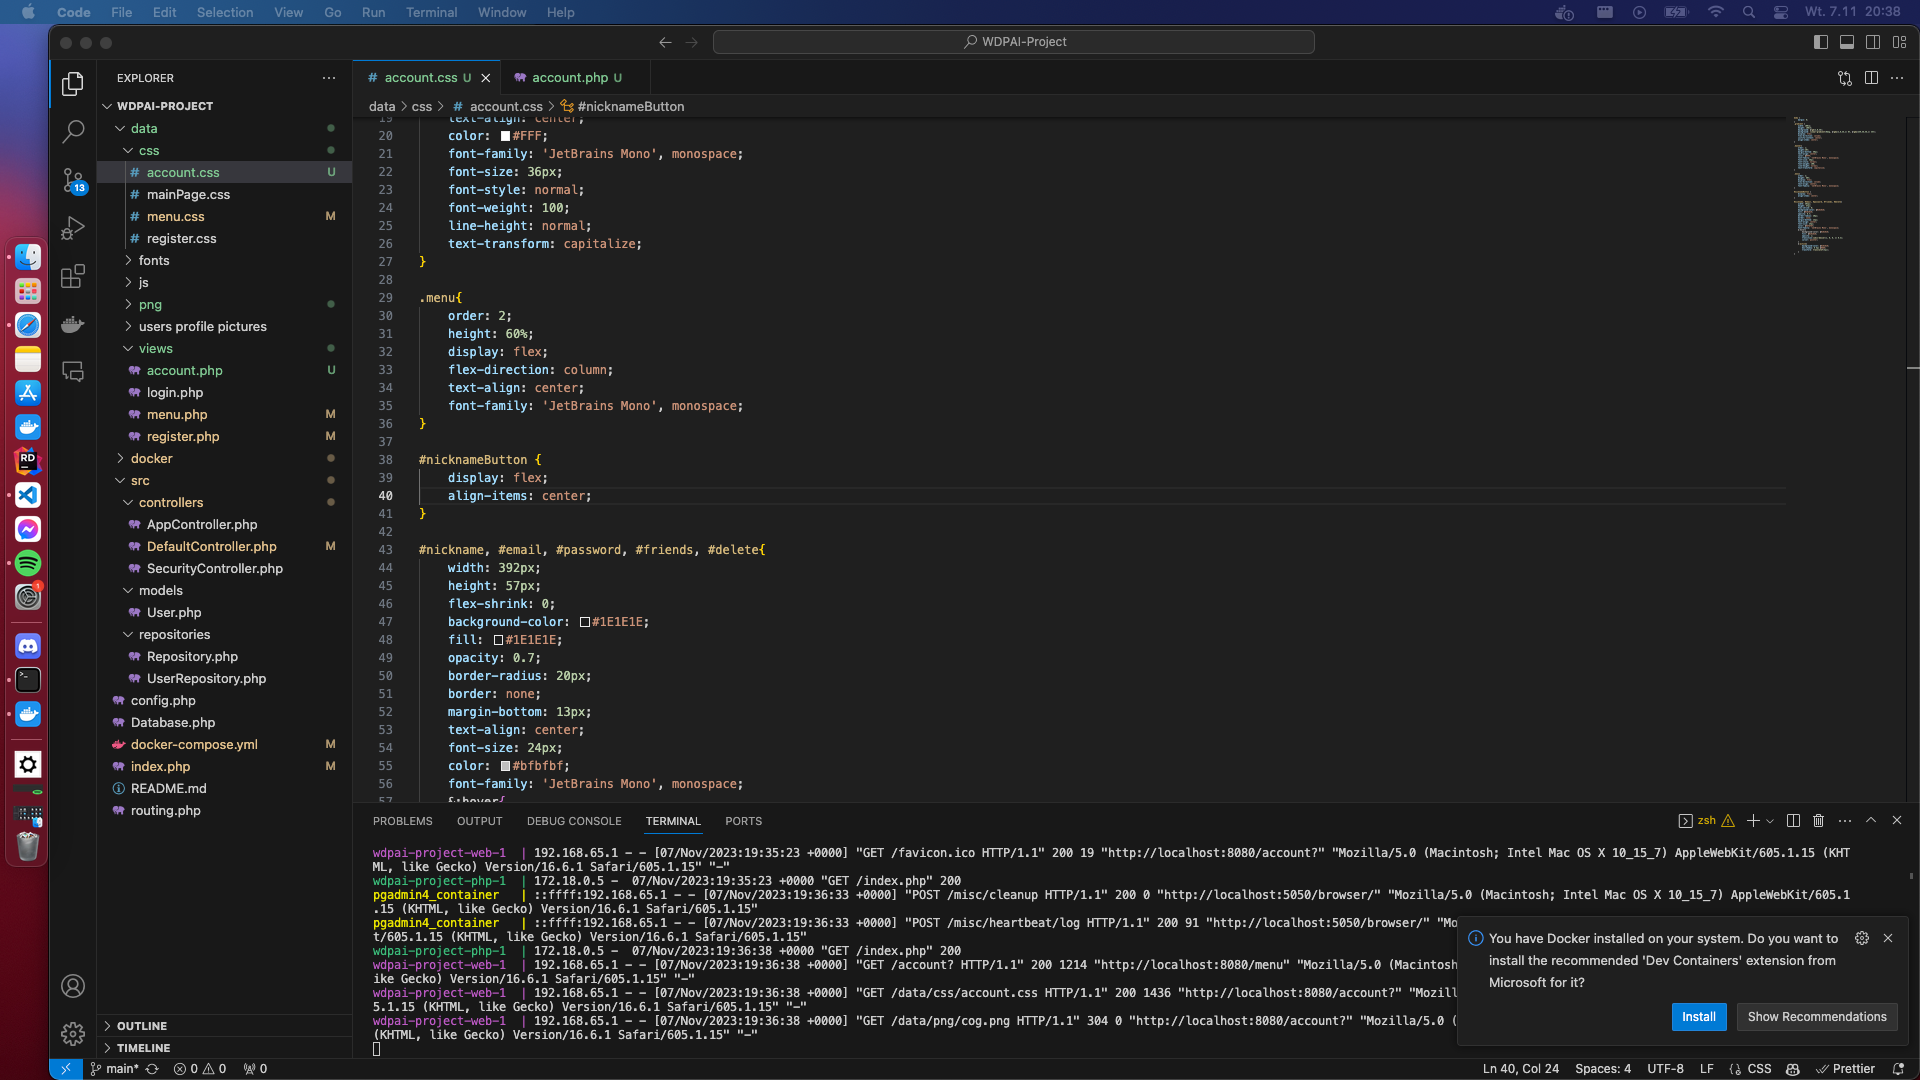 Code File Edit Selection View Go Run Terminal Window Help
Wt. 7.11 20:38
WDPAI-Project
EXPLORER
WDPAI-PROJECT
data
css
account.css U
mainPage.css
menu.css M
register.css
fonts
js
png
users profile pictures
views
account.php U
login.php
menu.php M
register.php M
docker
src
controllers
AppController.php
DefaultController.php M
SecurityController.php
models
User.php
repositories
Repository.php
UserRepository.php
config.php
Database.php
docker-compose.yml M
index.php M
README.md
routing.php
OUTLINE
TIMELINE
13
1
RD
# account.css U
account.php U
data > css > # account.css > #nicknameButton
19 text-align: center;
20 color: #FFF;
21 font-family: 'JetBrains Mono', monospace;
22 font-size: 36px;
23 font-style: normal;
24 font-weight: 100;
25 line-height: normal;
26 text-transform: capitalize;
27 }
28
29 .menu{
30 order: 2;
31 height: 60%;
32 display: flex;
33 flex-direction: column;
34 text-align: center;
35 font-family: 'JetBrains Mono', monospace;
36 }
37
38 #nicknameButton {
39 display: flex;
40 align-items: center;
41 }
42
43 #nickname, #email, #password, #friends, #delete{
44 width: 392px;
45 height: 57px;
46 flex-shrink: 0;
47 background-color: #1E1E1E;
48 fill: #1E1E1E;
49 opacity: 0.7;
50 border-radius: 20px;
51 border: none;
52 margin-bottom: 13px;
53 text-align: center;
54 font-size: 24px;
55 color: #bfbfbf;
56 font-family: 'JetBrains Mono', monospace;
57 &:hover{
PROBLEMS OUTPUT DEBUG CONSOLE TERMINAL PORTS
zsh
wdpai-project-web-1 | 192.168.65.1 - - [07/Nov/2023:19:35:23 +0000] "GET /favicon.ico HTTP/1.1" 200 19 "http://localhost:8080/account?" "Mozilla/5.0 (Macintosh; Intel Mac OS X 10_15_7) AppleWebKit/605.1.15 (KHT
ML, like Gecko) Version/16.6.1 Safari/605.1.15" "-"
wdpai-project-php-1 | 172.18.0.5 - 07/Nov/2023:19:35:23 +0000 "GET /index.php" 200
pgadmin4_container | ::ffff:192.168.65.1 - - [07/Nov/2023:19:36:33 +0000] "POST /misc/cleanup HTTP/1.1" 200 0 "http://localhost:5050/browser/" "Mozilla/5.0 (Macintosh; Intel Mac OS X 10_15_7) AppleWebKit/605.1
.15 (KHTML, like Gecko) Version/16.6.1 Safari/605.1.15"
pgadmin4_container | ::ffff:192.168.65.1 - - [07/Nov/2023:19:36:33 +0000] "POST /misc/heartbeat/log HTTP/1.1" 200 91 "http://localhost:5050/browser/" "Mo
t/605.1.15 (KHTML, like Gecko) Version/16.6.1 Safari/605.1.15"
wdpai-project-php-1 | 172.18.0.5 - 07/Nov/2023:19:36:38 +0000 "GET /index.php" 200
wdpai-project-web-1 | 192.168.65.1 - - [07/Nov/2023:19:36:38 +0000] "GET /account? HTTP/1.1" 200 1214 "http://localhost:8080/menu" "Mozilla/5.0 (Macintosh
ike Gecko) Version/16.6.1 Safari/605.1.15" "-"
wdpai-project-web-1 | 192.168.65.1 - - [07/Nov/2023:19:36:38 +0000] "GET /data/css/account.css HTTP/1.1" 200 1436 "http://localhost:8080/account?" "Mozill
5.1.15 (KHTML, like Gecko) Version/16.6.1 Safari/605.1.15" "-"
wdpai-project-web-1 | 192.168.65.1 - - [07/Nov/2023:19:36:38 +0000] "GET /data/png/cog.png HTTP/1.1" 304 0 "http://localhost:8080/account?" "Mozilla/5.0 (
(KHTML, like Gecko) Version/16.6.1 Safari/605.1.15" "-"
You have Docker installed on your system. Do you want to
install the recommended 'Dev Containers' extension from
Microsoft for it?
Install
Show Recommendations
main* 0 0 0
Ln 40, Col 24 Spaces: 4 UTF-8 LF {} CSS Prettier